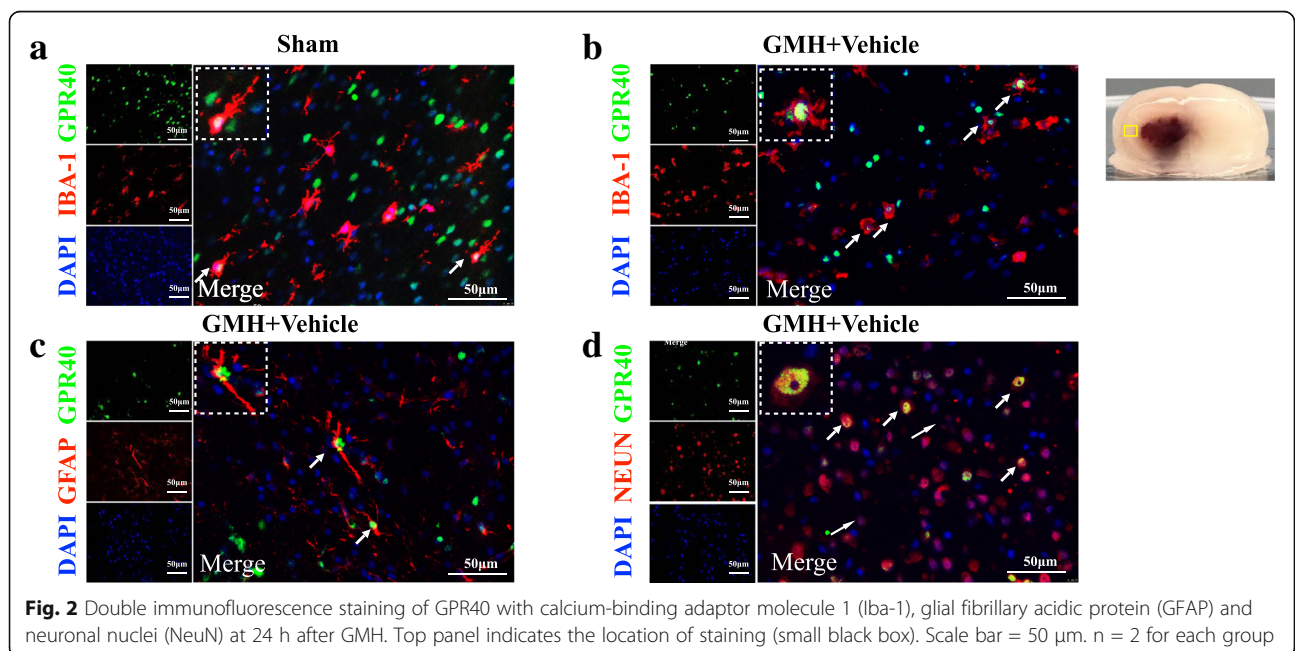 a
Sham
GPR40
IBA-1
DAPI
50μm
50μm
50μm
Merge
50μm
b
GMH+Vehicle
GPR40
IBA-1
DAPI
50μm
50μm
50μm
Merge
50μm
c
GMH+Vehicle
GPR40
GFAP
DAPI
50μm
50μm
50μm
Merge
50μm
d
GMH+Vehicle
GPR40
NEUN
DAPI
Merge
50μm
50μm
50μm
Merge
50μm
Fig. 2 Double immunofluorescence staining of GPR40 with calcium-binding adaptor molecule 1 (Iba-1), glial fibrillary acidic protein (GFAP) and
neuronal nuclei (NeuN) at 24 h after GMH. Top panel indicates the location of staining (small black box). Scale bar = 50 μm. n = 2 for each group